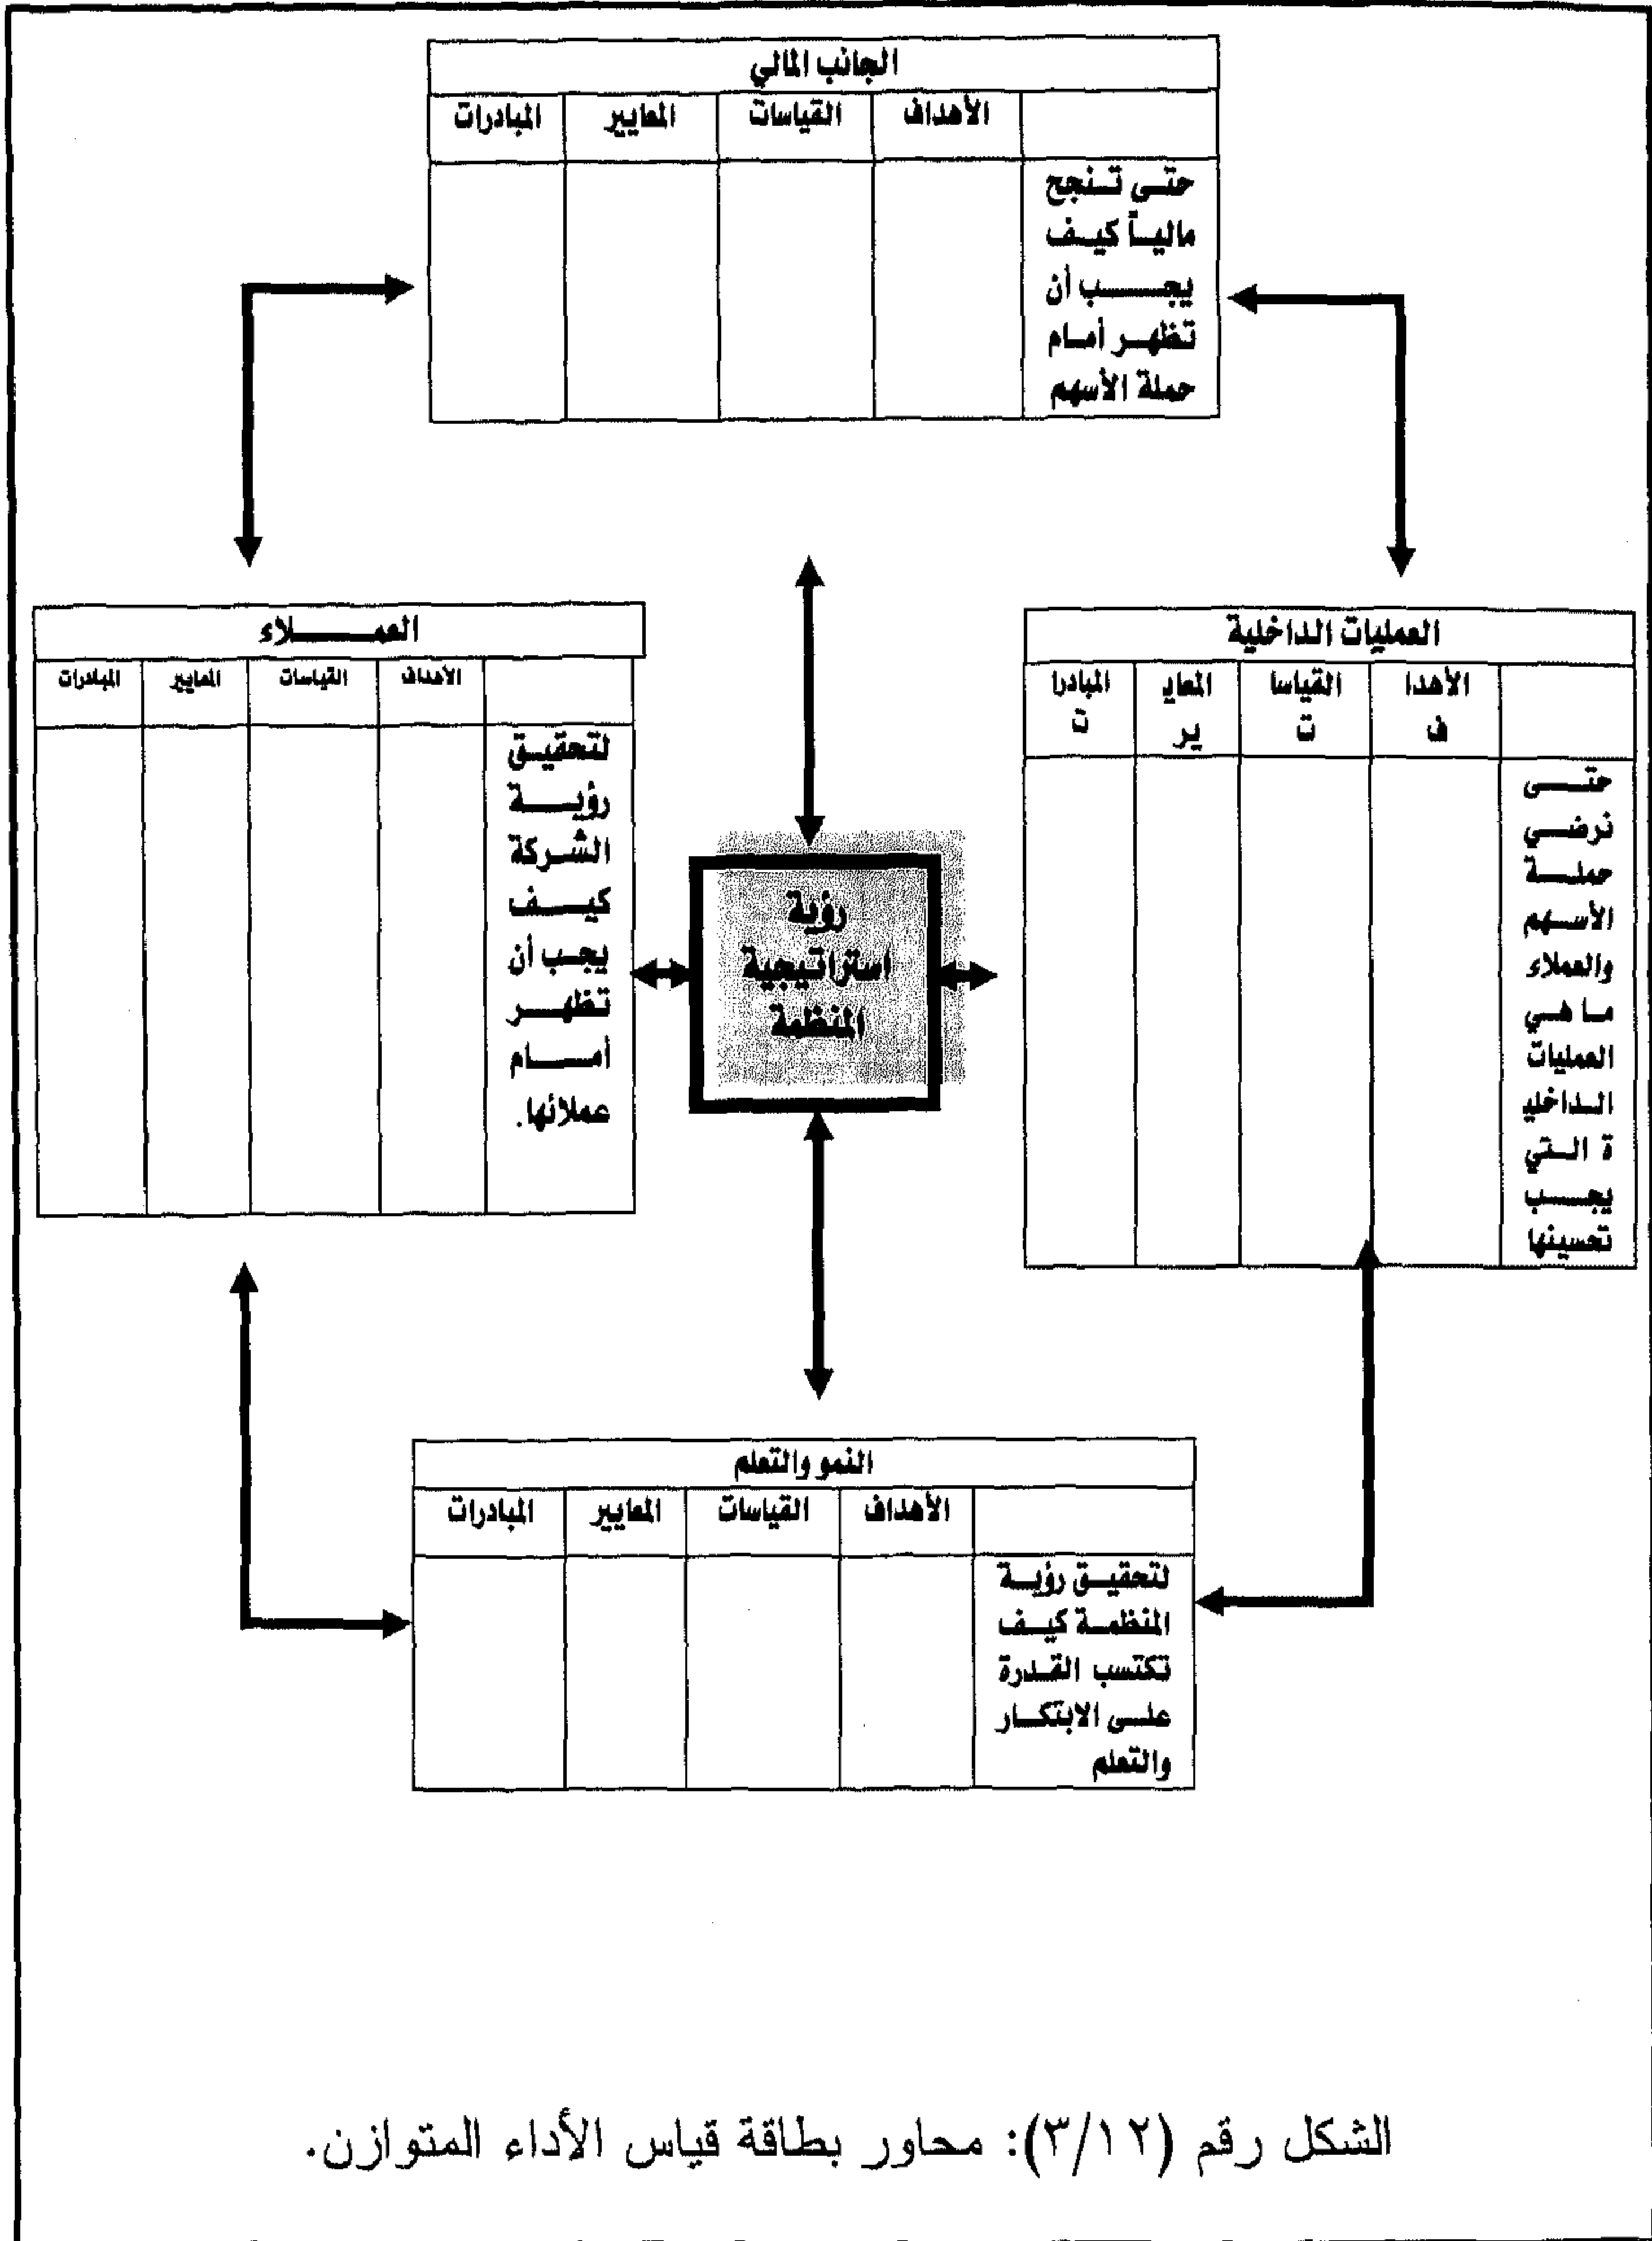 الجانب المالي
الأهداف القياسات المعايير المبادرات
حتى تنجح
مالياً كيف
يجب أن
تظهر أمام
حملة الأسهم
العمليات الداخلية
الأهدا القياسا المعاي المبادرا
ف ت ير ت
حتى
نرضي
حملة
الأسهم
والعملاء
ما هي
العمليات
الداخلي
ة التي
يجب
تحسينها
رؤية
استراتيجية
المنظمة
العملاء
الأهداف القياسات المعايير المبادرات
لتحقيق
رؤية
الشركة
كيف
يجب أن
تظهر
أمام
عملائها.
النمو والتعلم
الأهداف القياسات المعايير المبادرات
لتحقيق رؤية
المنظمة كيف
تكتسب القدرة
على الابتكار
والتعلم
الشكل رقم (٣/١٢): محاور بطاقة قياس الأداء المتوازن.